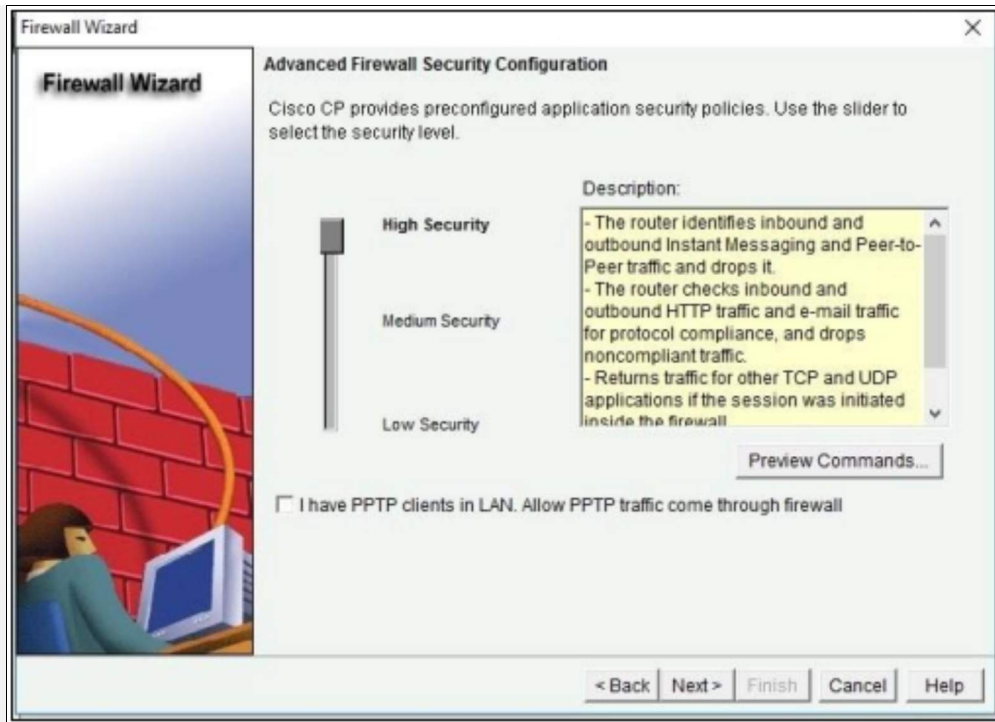 Firewall Wizard
Firewall Wizard
Advanced Firewall Security Configuration
Cisco CP provides preconfigured application security policies. Use the slider to
select the security level.
Description:
High Security
Medium Security
Low Security
- The router identifies inbound and
outbound Instant Messaging and Peer-to-
Peer traffic and drops it.
- The router checks inbound and
outbound HTTP traffic and e-mail traffic
for protocol compliance, and drops
noncompliant traffic.
- Returns traffic for other TCP and UDP
applications if the session was initiated
inside the firewall
Preview Commands...
I have PPTP clients in LAN. Allow PPTP traffic come through firewall
< Back
Next >
Finish
Cancel
Help